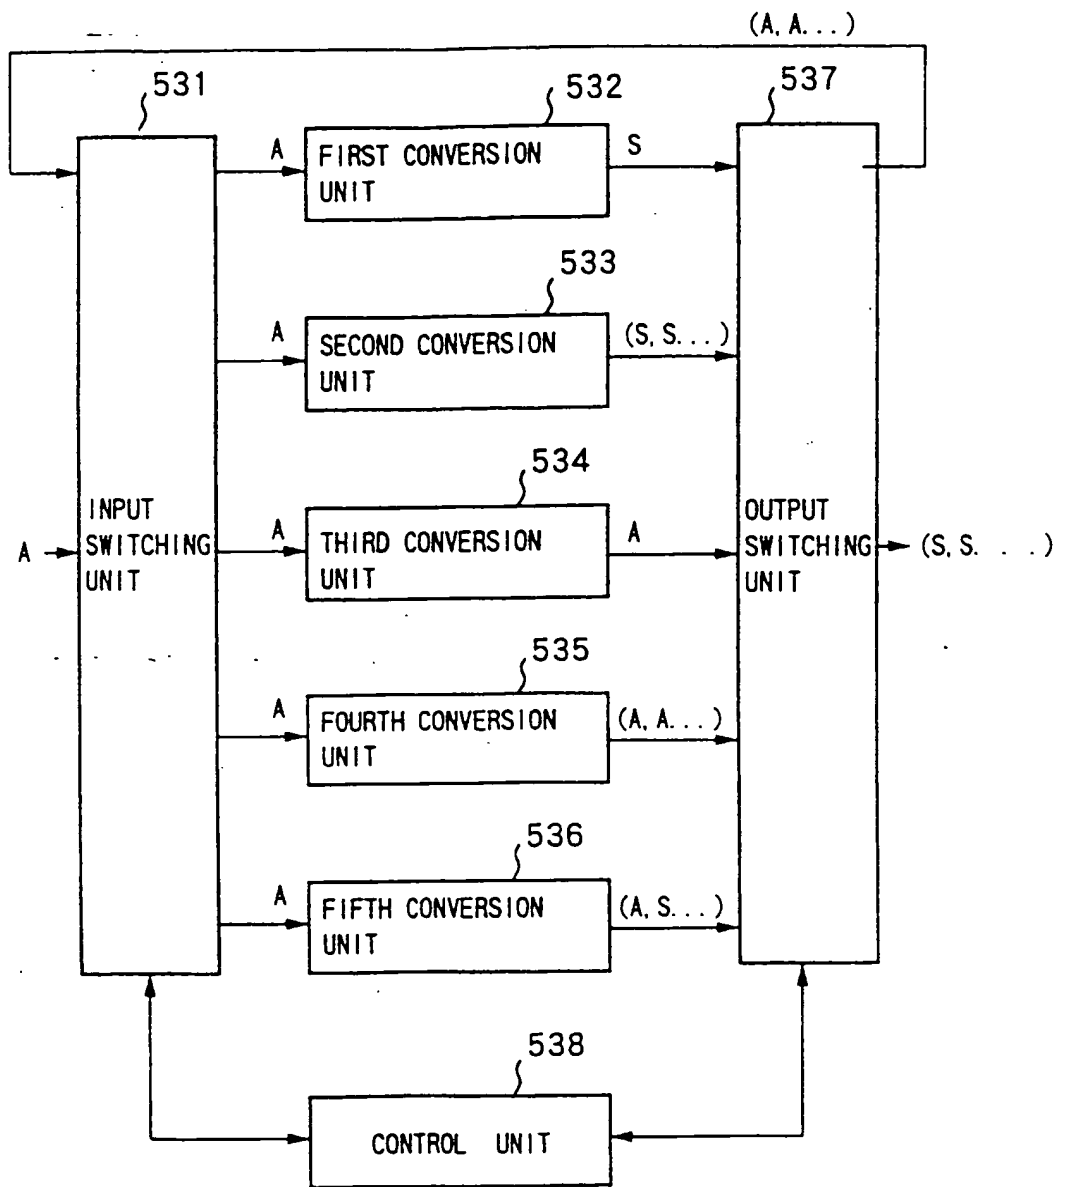 (A, A...)
531
532
537
A
FIRST CONVERSION
UNIT
S
533
A
SECOND CONVERSION
UNIT
(S, S...)
534
A
INPUT
SWITCHING
UNIT
A
THIRD CONVERSION
UNIT
A
OUTPUT
SWITCHING
UNIT
(S, S. . . .)
535
A
FOURTH CONVERSION
UNIT
(A, A...)
536
A
FIFTH CONVERSION
UNIT
(A, S...)
538
CONTROL UNIT